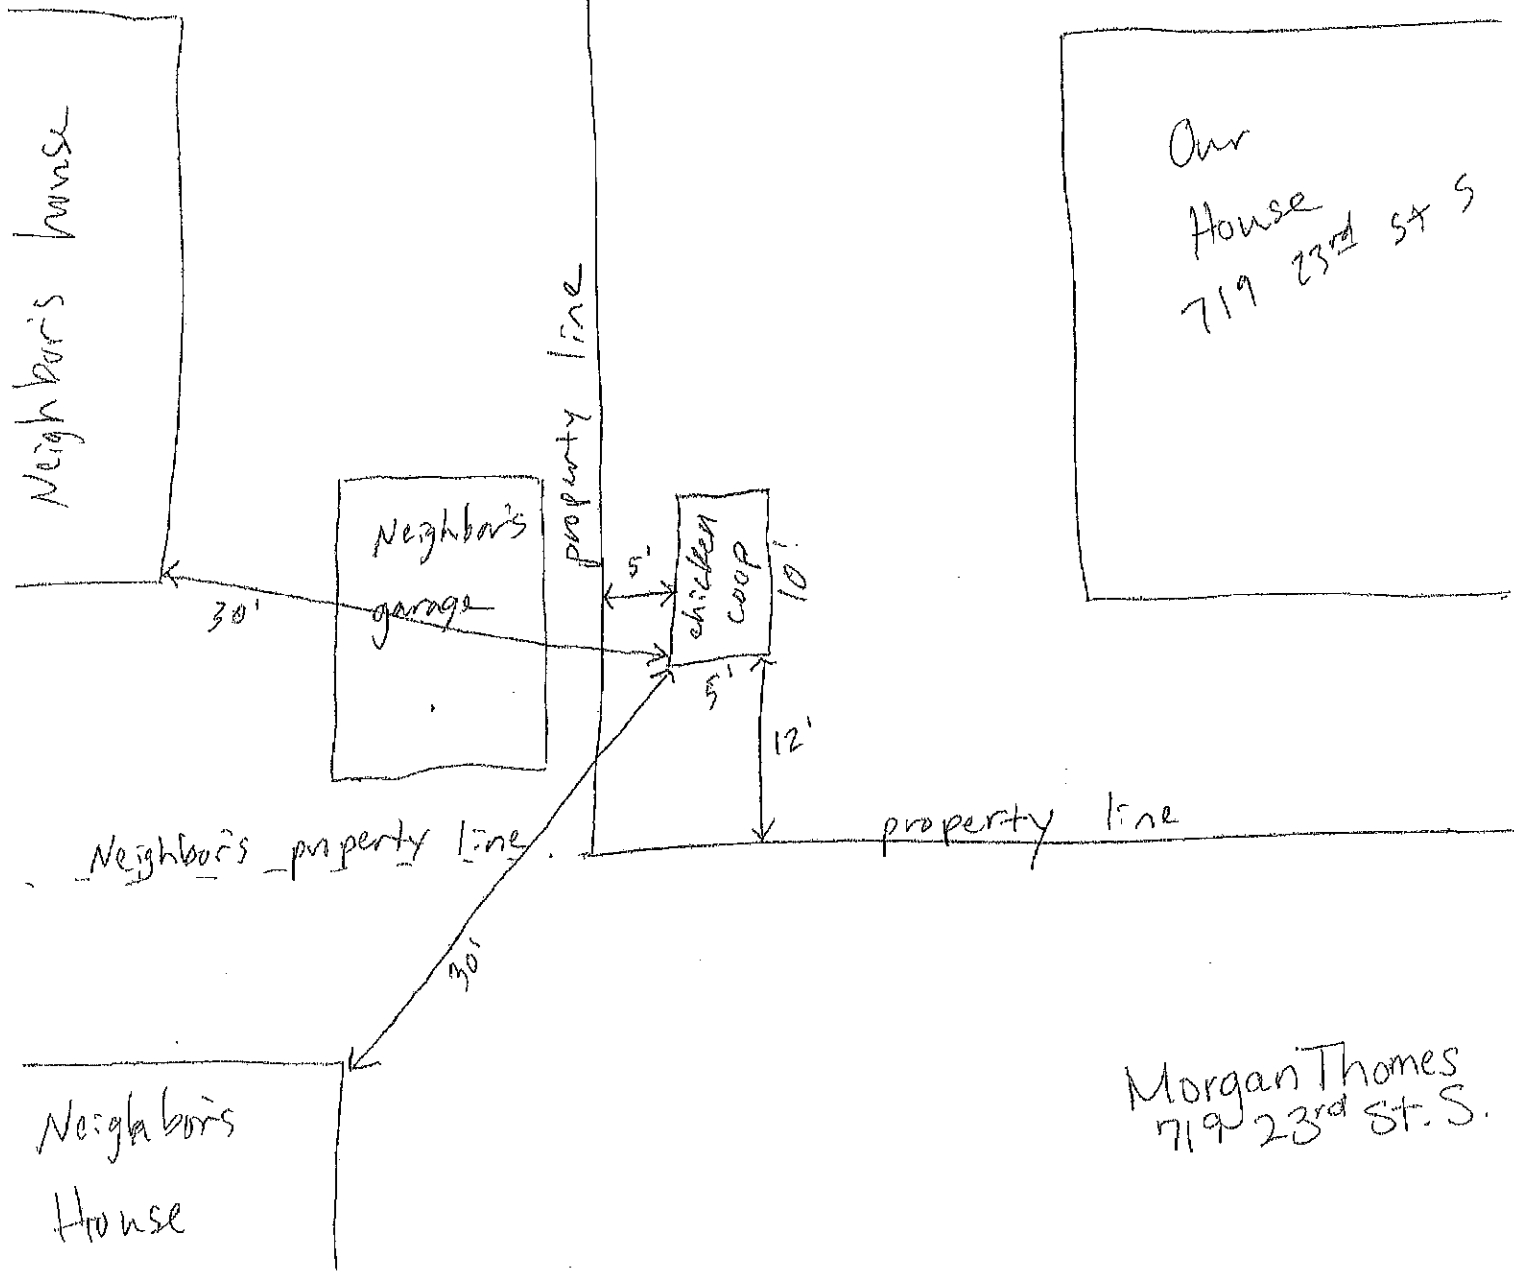 Neighbor's house
Our
House
719 23rd St S
property line
Neighbor's
garage
5'
chicken
coop
10'
30'
5'
12'
property line
Neighbor's property line
30'
Neighbor's
House
Morgan Thomes
719 23rd St. S.